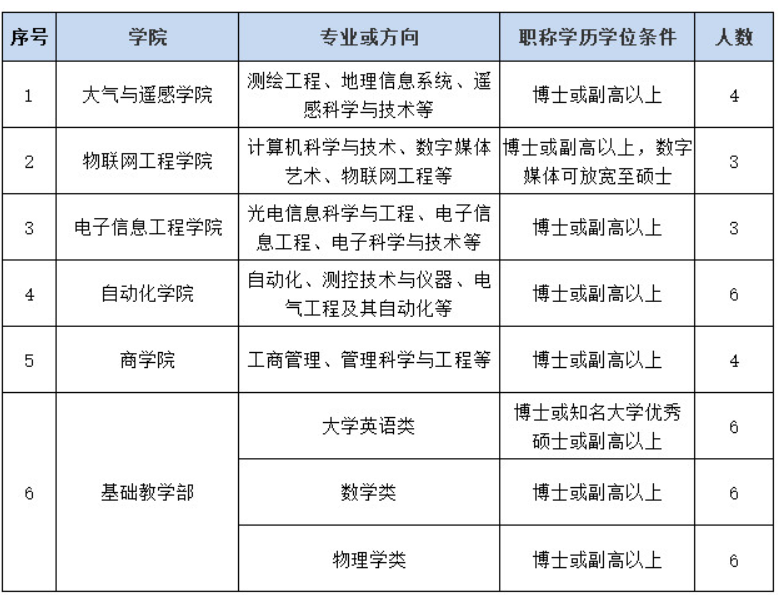 序号 学院 专业或方向 职称学历学位条件 人数
1 大气与遥感学院 测绘工程、地理信息系统、遥
感科学与技术等 博士或副高以上 4
2 物联网工程学院 计算机科学与技术、数字媒体
艺术、物联网工程等 博士或副高以上，数字
媒体可放宽至硕士 3
3 电子信息工程学院 光电信息科学与工程、电子信
息工程、电子科学与技术等 博士或副高以上 3
4 自动化学院 自动化、测控技术与仪器、电
气工程及其自动化等 博士或副高以上 6
5 商学院 工商管理、管理科学与工程等 博士或副高以上 4
6 基础教学部 大学英语类 博士或知名大学优秀
硕士或副高以上 6
数学类 博士或副高以上 6
物理学类 博士或副高以上 6